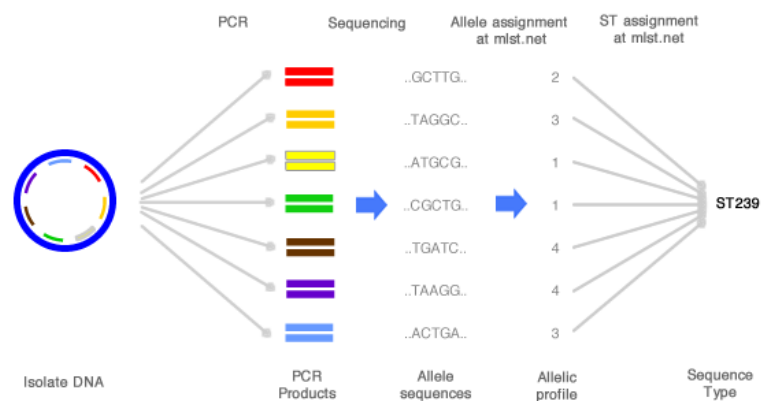 PCR
Sequencing
Allele assignment
at mlst.net
ST assignment
at mlst.net
..GCTTG..
2
..TAGGC..
3
..ATGCG..
1
..CGCTG..
1
ST239
..TGATC..
4
..TAAGG..
4
..ACTGA..
3
Isolate DNA
PCR
Products
Allele
sequences
Allelic
profile
Sequence
Type